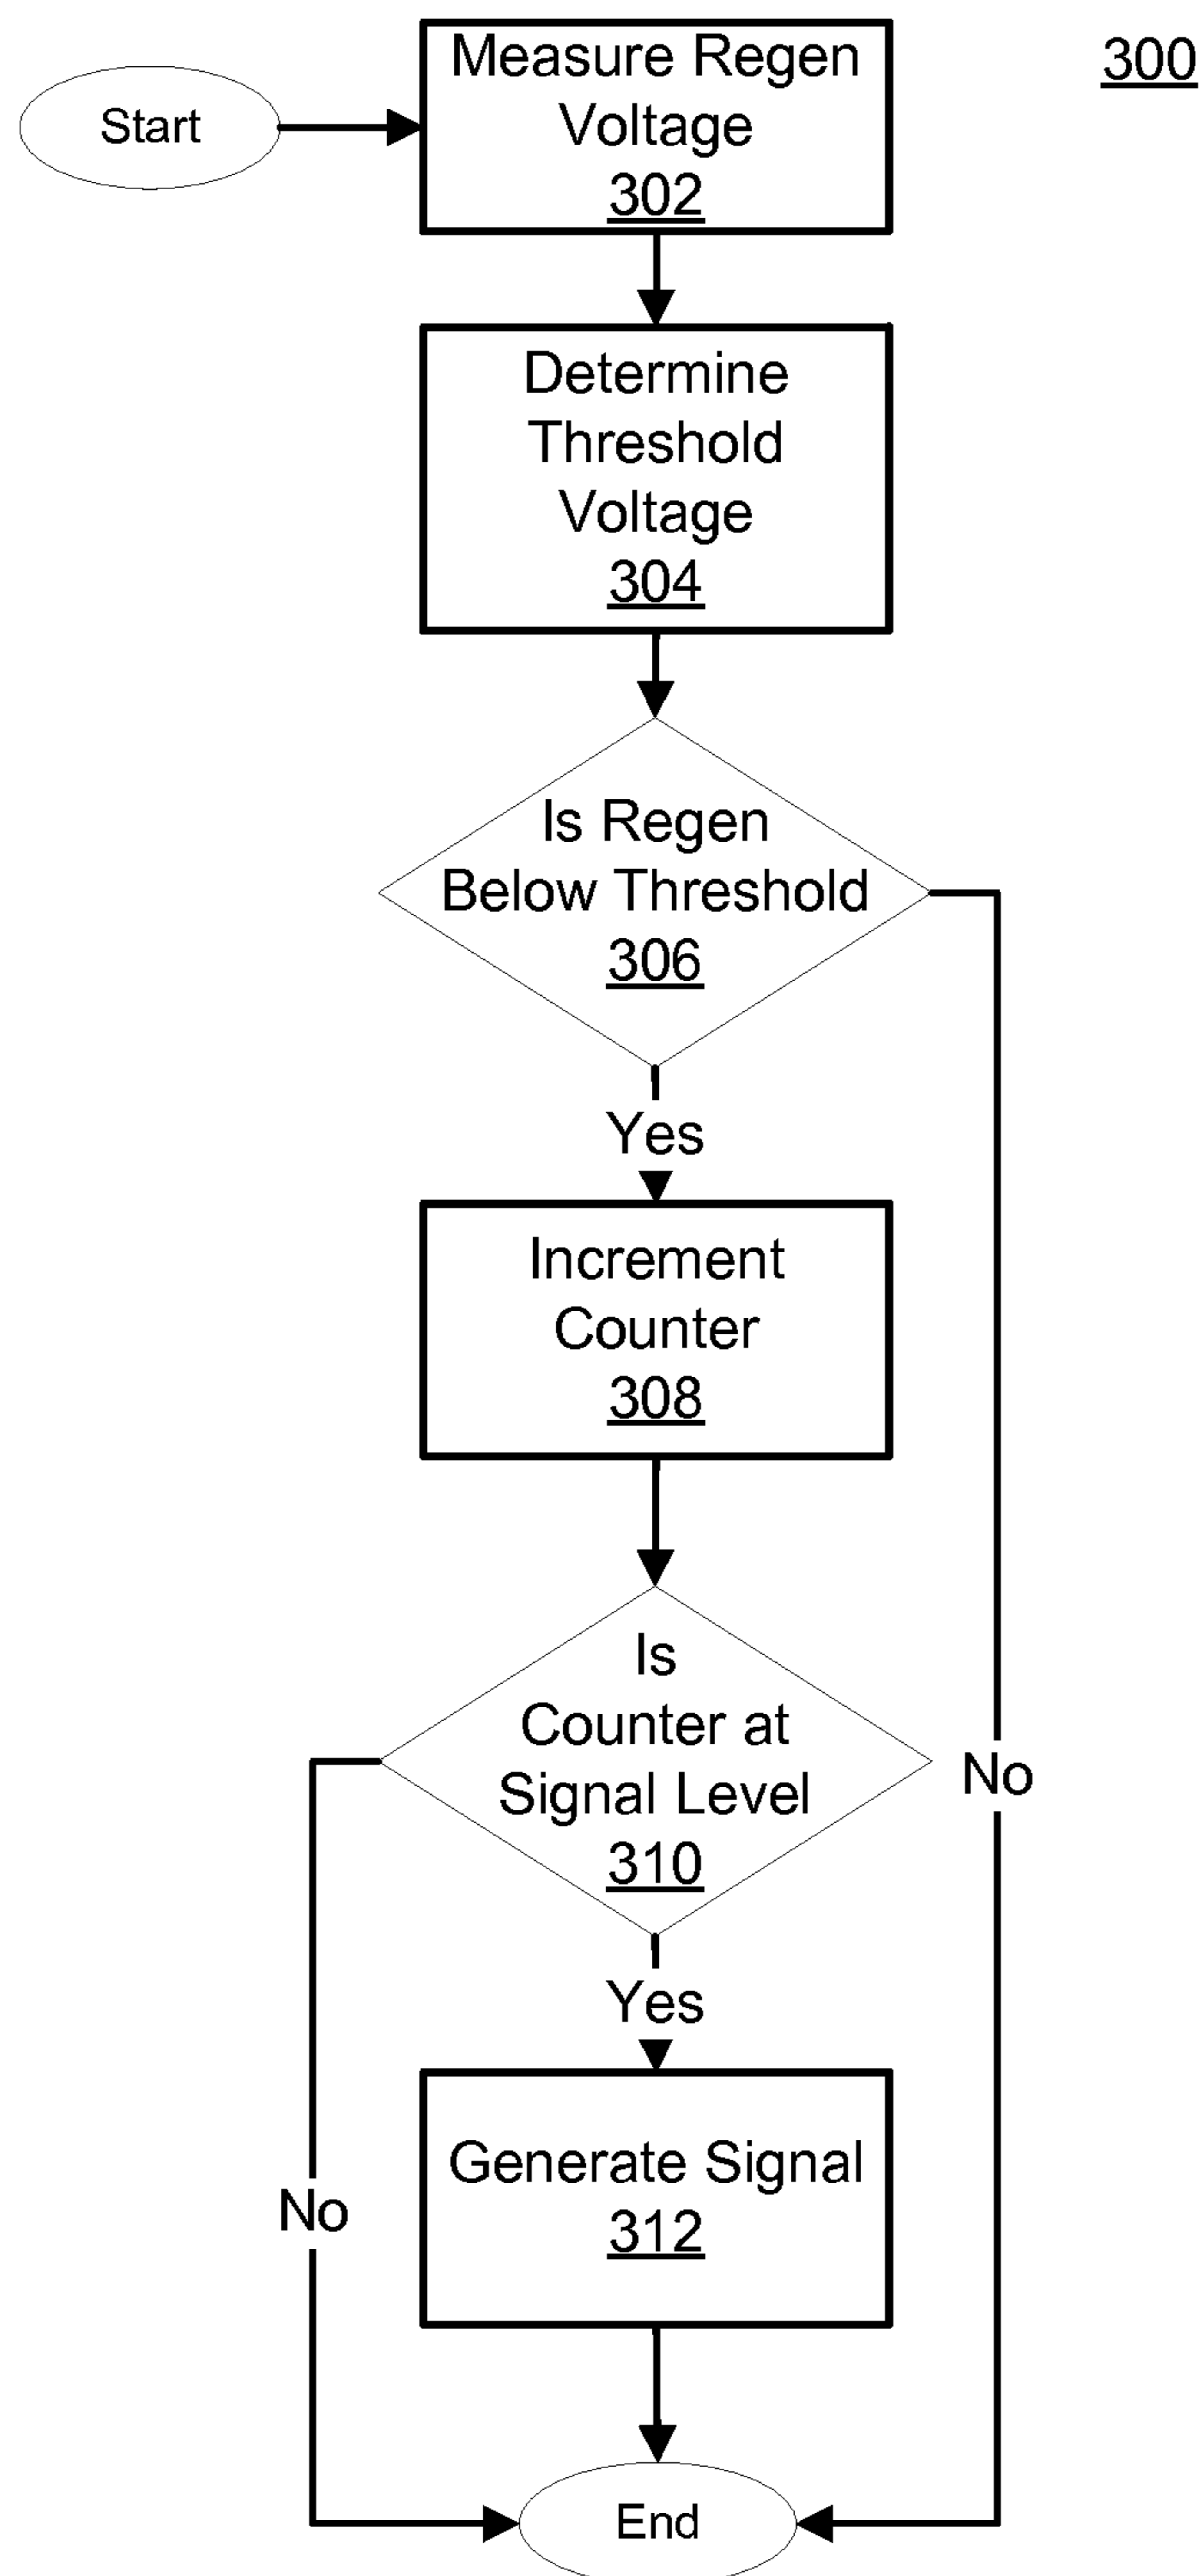 300
Start
Measure Regen
Voltage
302
Determine
Threshold
Voltage
304
Is Regen
Below Threshold
306
Yes
Increment
Counter
308
Is
Counter at
Signal Level
310
No
Yes
Generate Signal
312
No
End